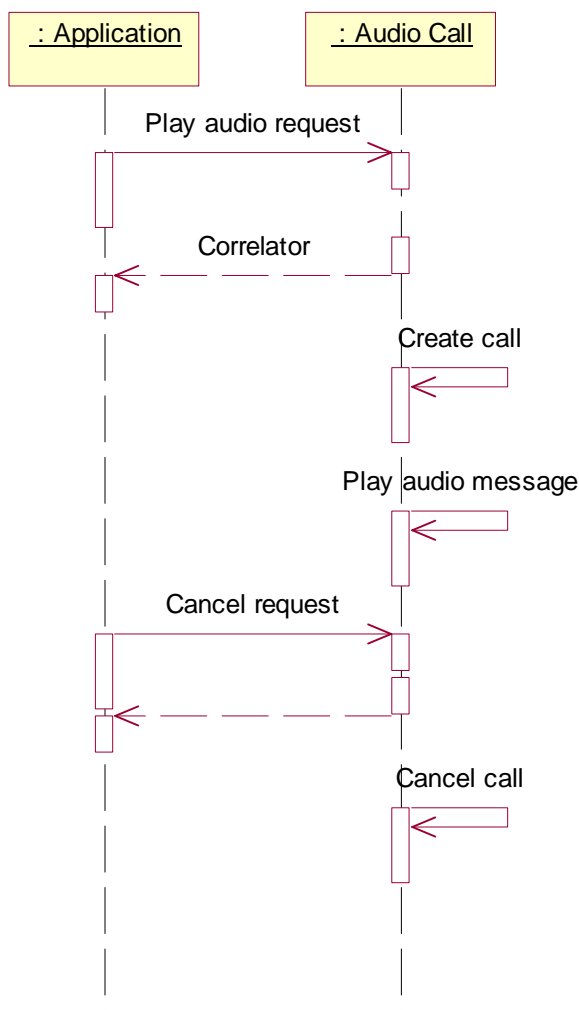 : Application
: Audio Call
Play audio request
Correlator
Create call
Play audio message
Cancel request
Cancel call